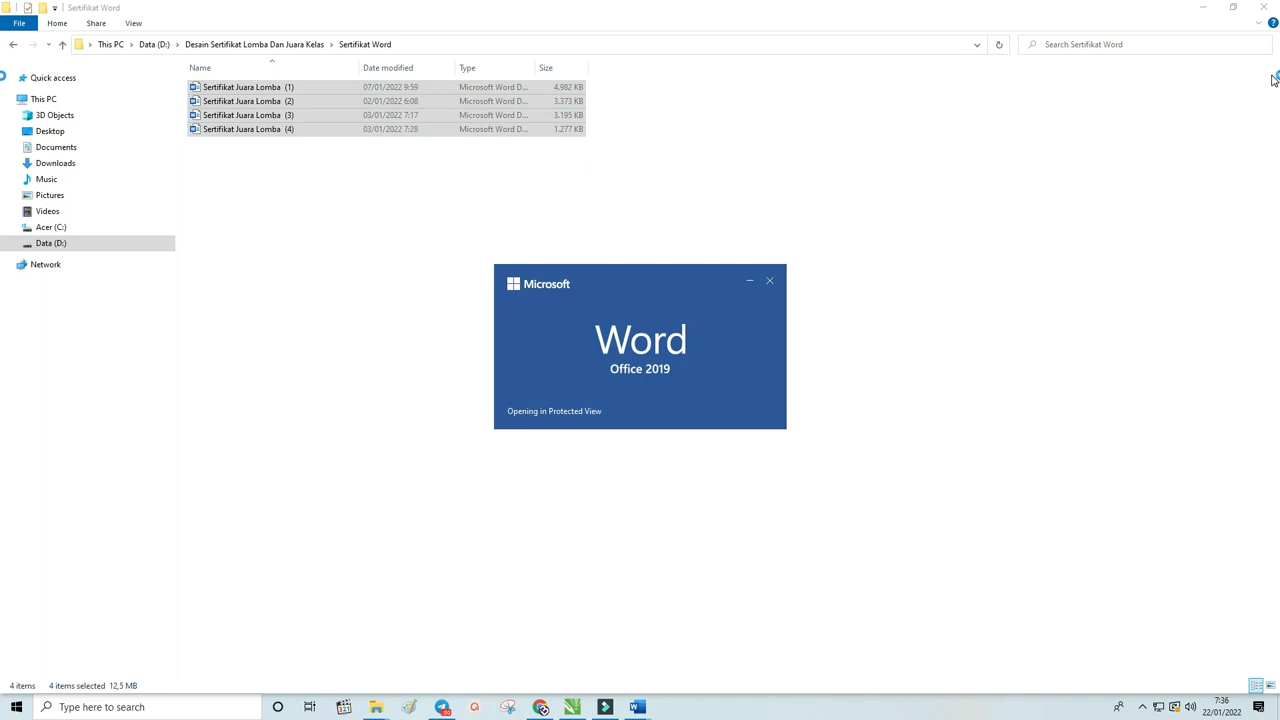 Sertifikat Word
File Home Share View
This PC Data (D:) Desain Sertifikat Lomba Dan Juara Kelas Sertifikat Word
Search Sertifikat Word
Name Date modified Type Size
Quick access
This PC
3D Objects
Desktop
Documents
Downloads
Music
Pictures
Videos
Acer (C:)
Data (D:)
Network
Sertifikat Juara Lomba (1) 07/01/2022 9:59 Microsoft Word D... 4.982 KB
Sertifikat Juara Lomba (2) 02/01/2022 6:08 Microsoft Word D... 3.373 KB
Sertifikat Juara Lomba (3) 03/01/2022 7:17 Microsoft Word D... 3.195 KB
Sertifikat Juara Lomba (4) 03/01/2022 7:28 Microsoft Word D... 1.277 KB
Microsoft
Word
Office 2019
Opening in Protected View
4 items 4 items selected 12,5 MB
Type here to search
7:36
22/01/2022